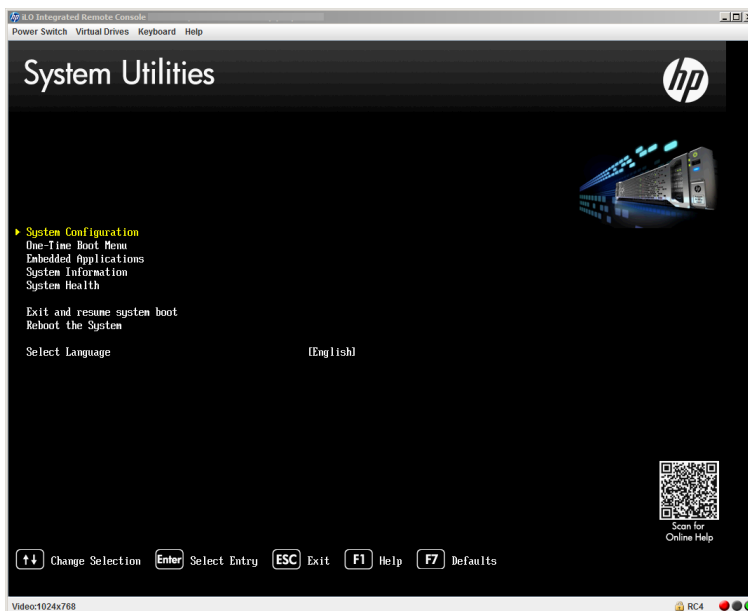 hp iLO Integrated Remote Console
Power Switch Virtual Drives Keyboard Help
System Utilities
hp
System Configuration
One-Time Boot Menu
Embedded Applications
System Information
System Health
Exit and resume system boot
Reboot the System
Select Language [English]
Scan for
Online Help
↑↓ Change Selection Enter Select Entry ESC Exit F1 Help F7 Defaults
Video:1024x768 RC4